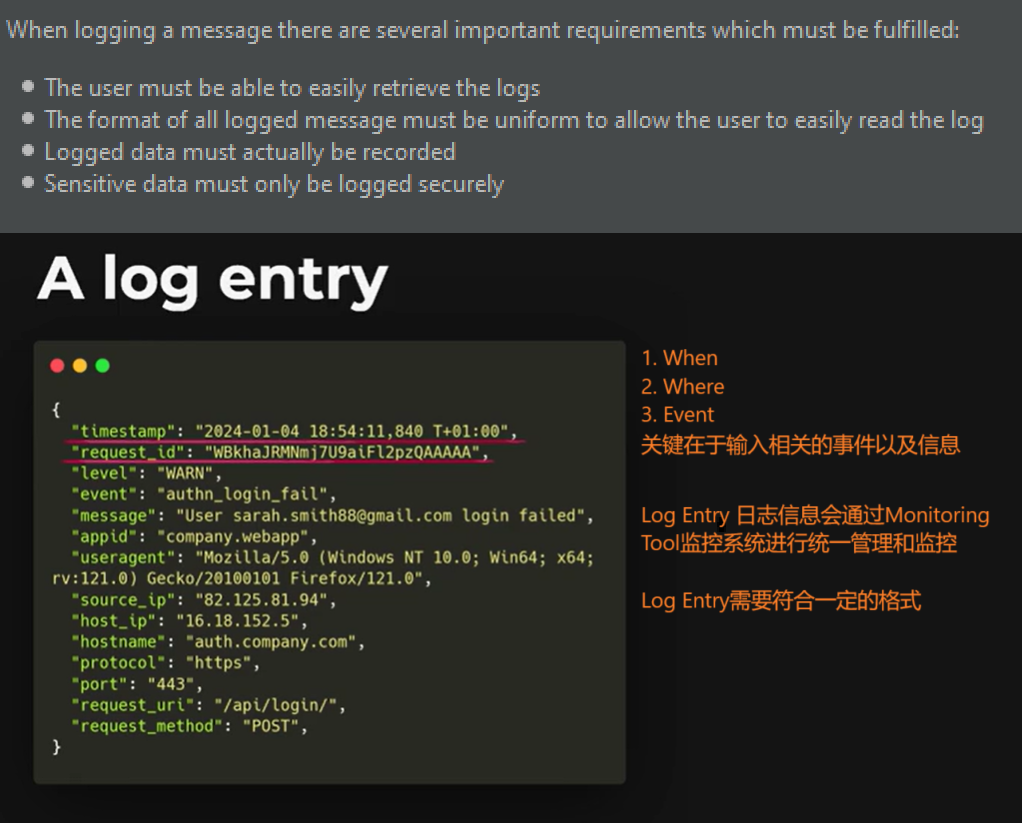 When logging a message there are several important requirements which must be fulfilled:
The user must be able to easily retrieve the logs
The format of all logged message must be uniform to allow the user to easily read the log
Logged data must actually be recorded
Sensitive data must only be logged securely
A log entry
{
"timestamp": "2024-01-04 18:54:11,840 T+01:00",
"request_id": "WBkhaJRMNmj7U9aiFl2pzQAAAAA",
"level": "WARN",
"event": "authn_login_fail",
"message": "User sarah.smith88@gmail.com login failed",
"appid": "company.webapp",
"useragent": "Mozilla/5.0 (Windows NT 10.0; Win64; x64;
rv:121.0) Gecko/20100101 Firefox/121.0",
"source_ip": "82.125.81.94",
"host_ip": "16.18.152.5",
"hostname": "auth.company.com",
"protocol": "https",
"port": "443",
"request_uri": "/api/login/",
"request_method": "POST",
}
1. When
2. Where
3. Event
关键在于输入相关的事件以及信息
Log Entry 日志信息会通过Monitoring
Tool监控系统进行统一管理和监控
Log Entry需要符合一定的格式